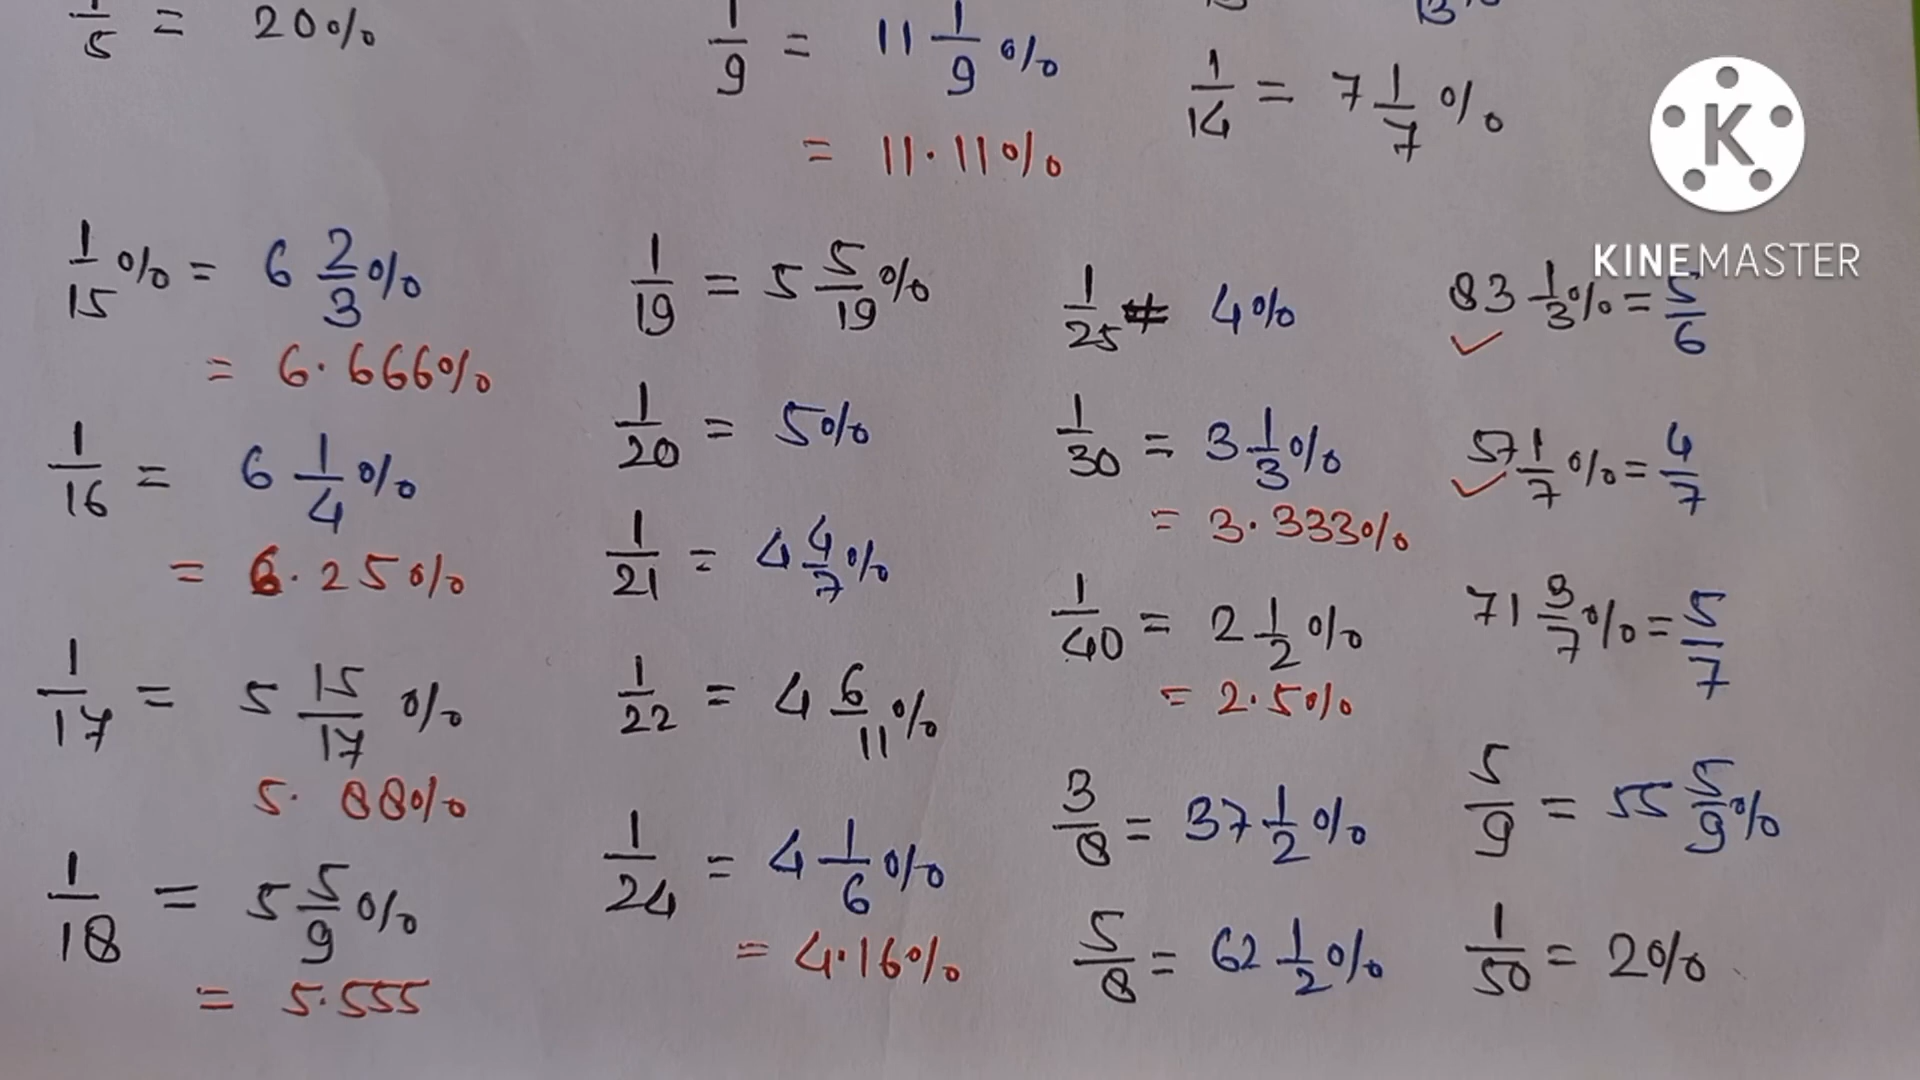 1/5 = 20%
1/9 = 11 1/9 %
= 11.11%
1/14 = 7 1/7 %
K
KINEMASTER
1/15 % = 6 2/3 %
= 6.666%
1/16 = 6 1/4 %
= 6.25%
1/17 = 5 15/17 %
5.88%
1/18 = 5 5/9 %
= 5.555
1/19 = 5 5/19 %
1/20 = 5%
1/21 = 4 4/7 %
1/22 = 4 6/11 %
1/24 = 4 1/6 %
= 4.16%
1/25 = 4%
1/30 = 3 1/3 %
= 3.333%
1/40 = 2 1/2 %
= 2.5%
3/8 = 37 1/2 %
5/8 = 62 1/2 %
83 1/3 % = 5/6
57 1/7 % = 4/7
71 3/7 % = 5/7
5/9 = 55 5/9 %
1/50 = 2%